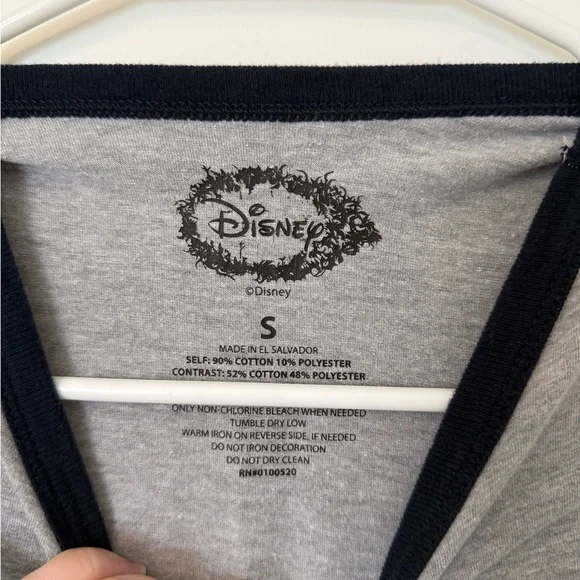 Disney
©Disney
S
MADE IN EL SALVADOR
SELF: 90% COTTON 10% POLYESTER
CONTRAST: 52% COTTON 48% POLYESTER
ONLY NON-CHLORINE BLEACH WHEN NEEDED
TUMBLE DRY LOW
WARM IRON ON REVERSE SIDE, IF NEEDED
DO NOT IRON DECORATION
DO NOT DRY CLEAN
RN#0100520